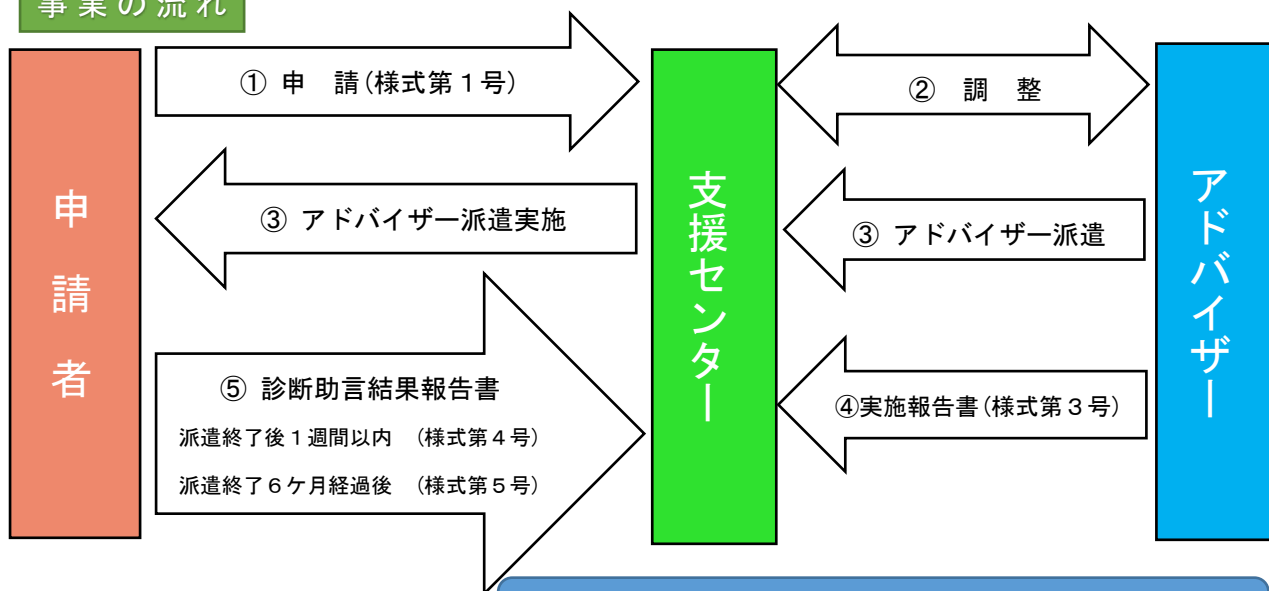 事業の流れ
① 申　請(様式第１号)
② 調　整
申請者
支援センター
アドバイザー
③ アドバイザー派遣実施
③ アドバイザー派遣
⑤ 診断助言結果報告書
派遣終了後１週間以内　(様式第４号)
派遣終了６ケ月経過後　(様式第５号)
④実施報告書(様式第３号)